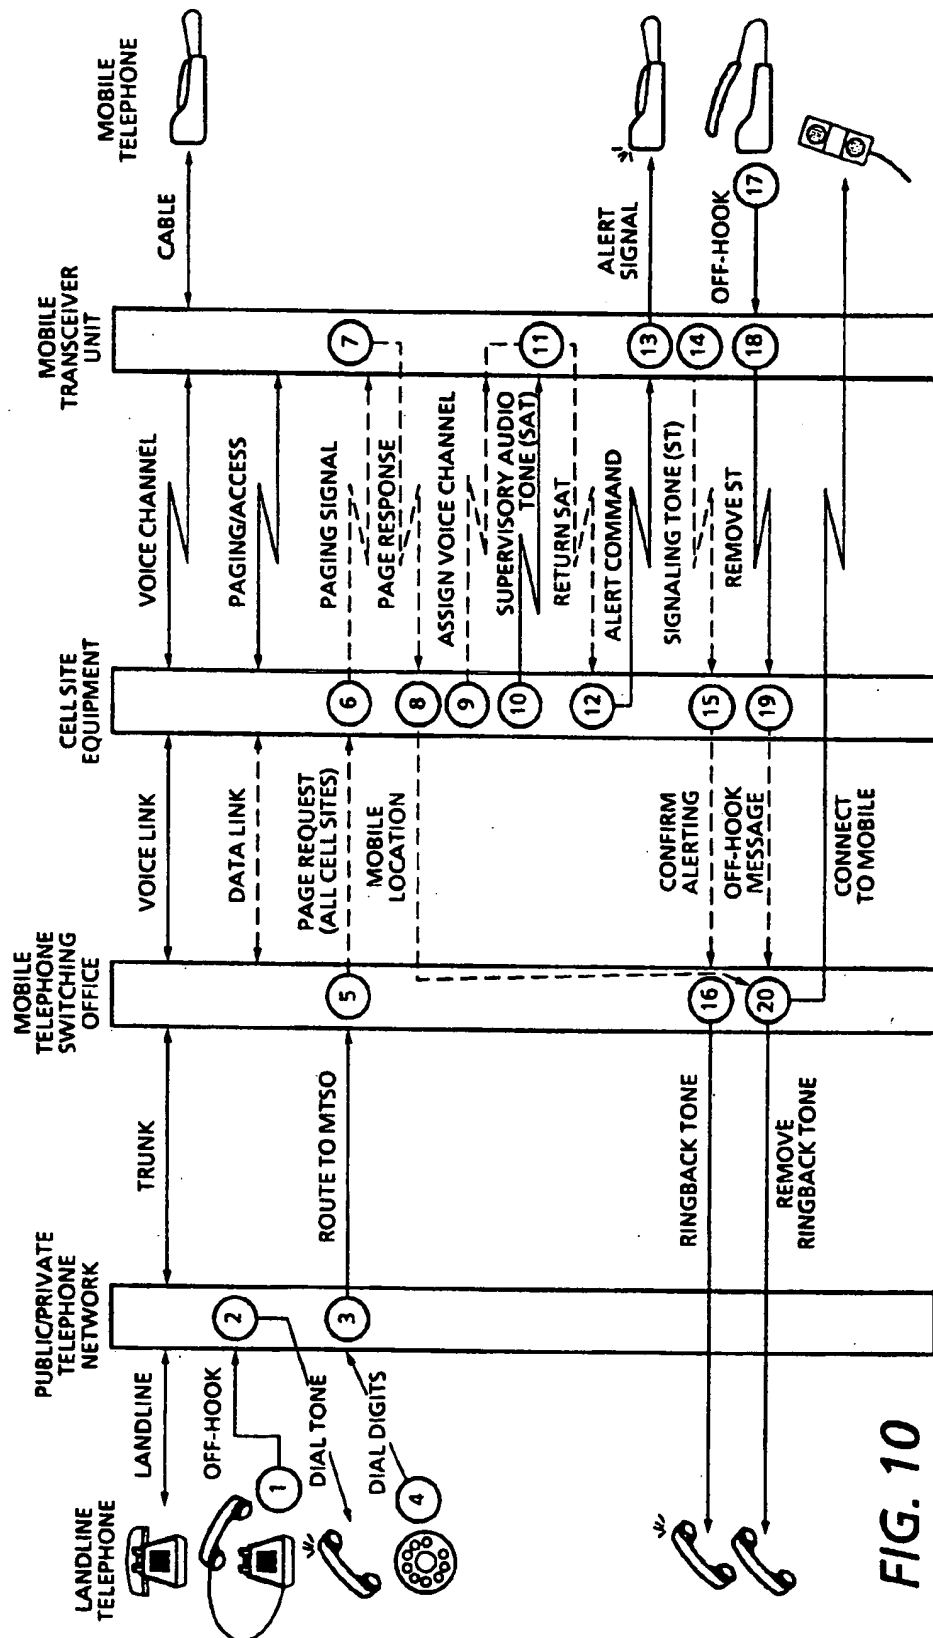 LANDLINE
TELEPHONE
PUBLIC/PRIVATE
TELEPHONE
NETWORK
MOBILE
TELEPHONE
SWITCHING
OFFICE
CELL SITE
EQUIPMENT
MOBILE
TRANSCEIVER
UNIT
MOBILE
TELEPHONE
LANDLINE
TRUNK
VOICE LINK
VOICE CHANNEL
CABLE
OFF-HOOK
1
2
DATA LINK
PAGING/ACCESS
DIAL TONE
DIAL DIGITS
4
3
ROUTE TO MTSO
5
PAGE REQUEST
(ALL CELL SITES)
6
PAGING SIGNAL
7
MOBILE
LOCATION
8
PAGE RESPONSE
9
ASSIGN VOICE CHANNEL
10
SUPERVISORY AUDIO
TONE (SAT)
11
RETURN SAT
12
ALERT COMMAND
13
ALERT
SIGNAL
14
SIGNALING TONE (ST)
15
CONFIRM
ALERTING
16
RINGBACK TONE
17
OFF-HOOK
18
REMOVE ST
19
OFF-HOOK
MESSAGE
20
REMOVE
RINGBACK TONE
CONNECT
TO MOBILE
FIG. 10